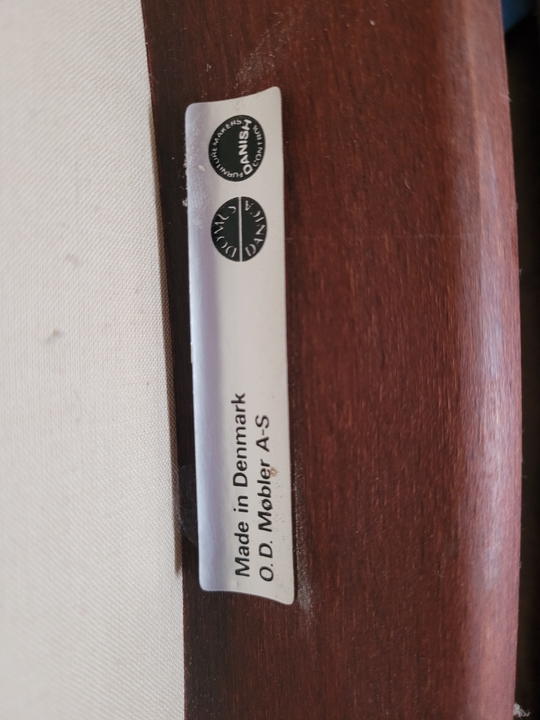 Made in Denmark
O.D. Møbler A-S
DOMUS
DANICA
FURNITUREMAKERS
DANISH
CONTROL